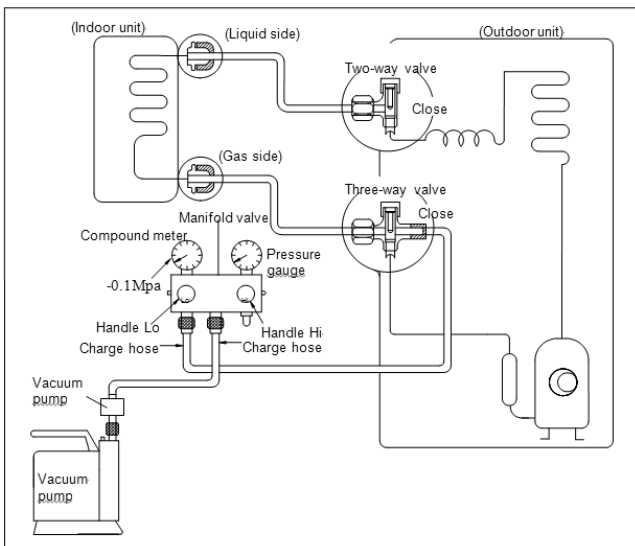 (Indoor unit)
(Liquid side)
(Outdoor unit)
Two-way valve
Close
(Gas side)
Three-way valve
Close
Manifold valve
Compound meter
Pressure
gauge
-0.1Mpa
Handle Lo
Handle Hi
Charge hose
Charge hose
Vacuum
pump
Vacuum
pump